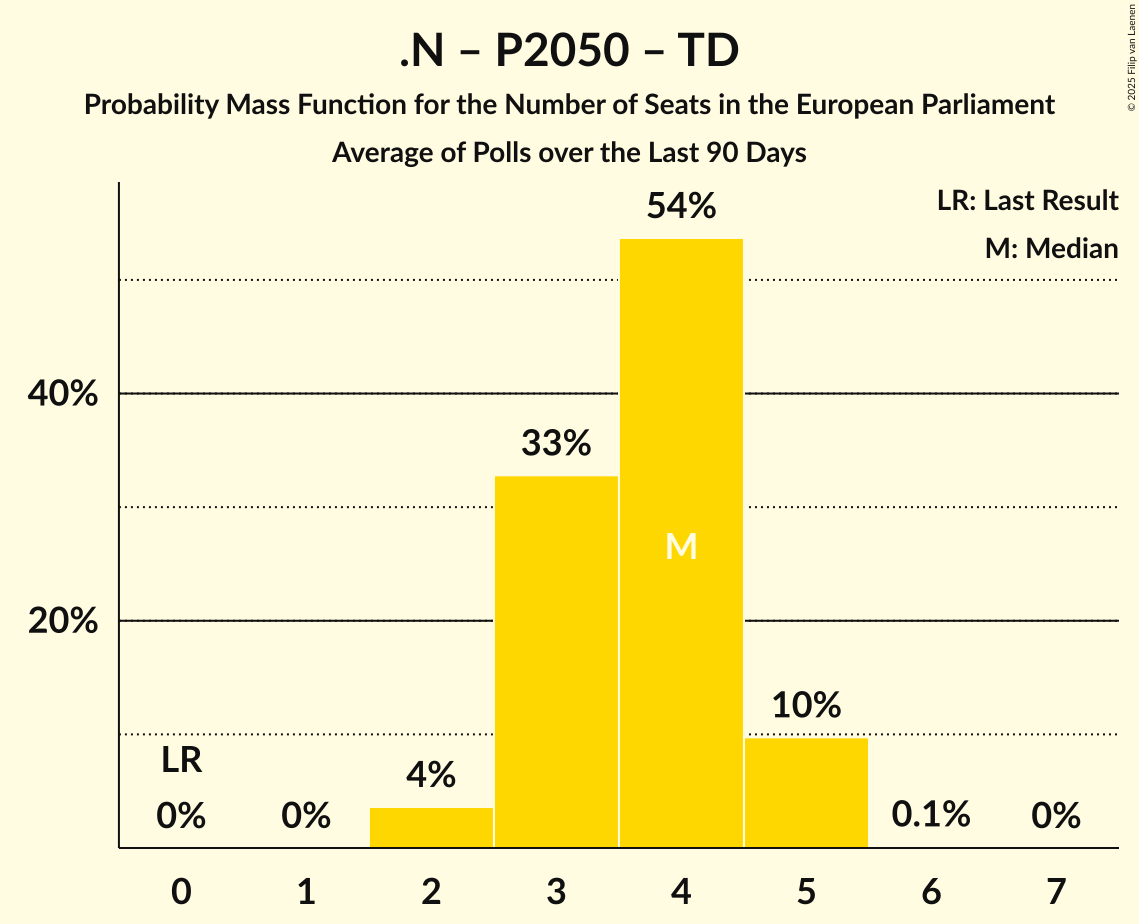 .N – P2050 – TD
Probability Mass Function for the Number of Seats in the European Parliament
Average of Polls over the Last 90 Days
© 2025 Filip van Laenen
LR: Last Result
M: Median
54%
40%
33%
M
20%
10%
LR
4%
0%
0%
0.1%
0%
0 1 2 3 4 5 6 7